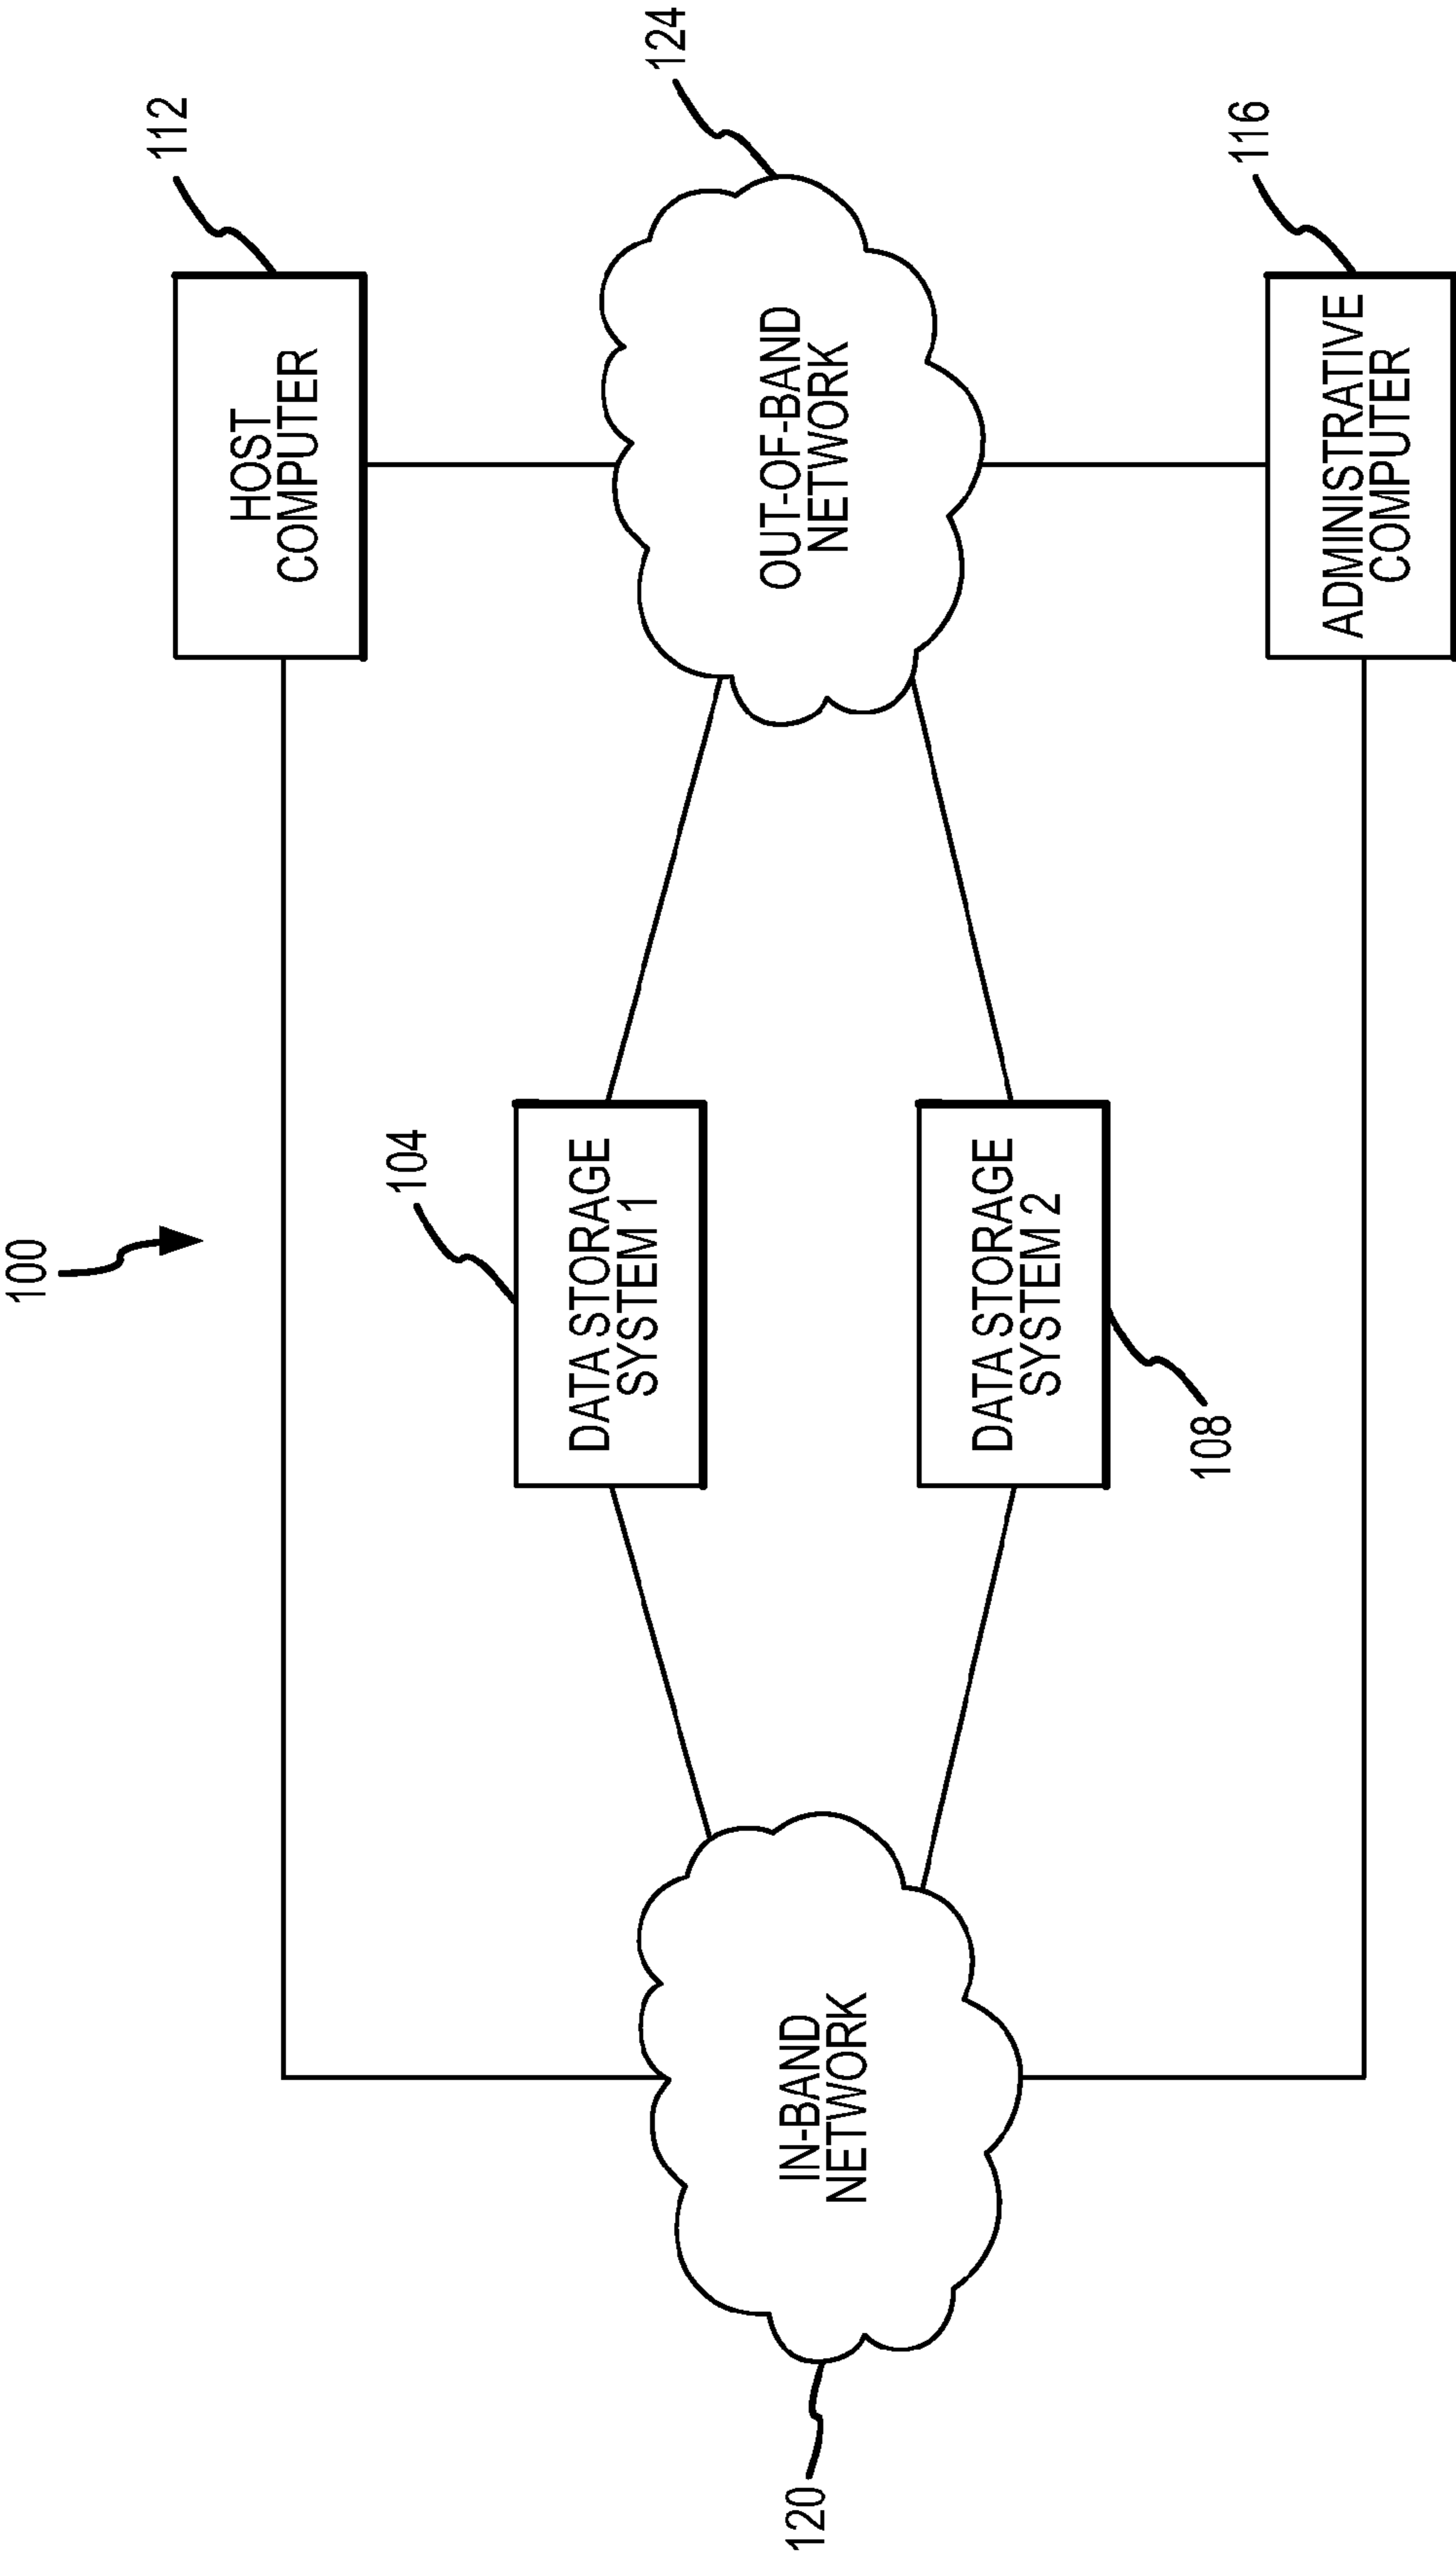 100
HOST
COMPUTER
112
104
DATA STORAGE
SYSTEM 1
120
IN-BAND
NETWORK
OUT-OF-BAND
NETWORK
124
DATA STORAGE
SYSTEM 2
108
ADMINISTRATIVE
COMPUTER
116